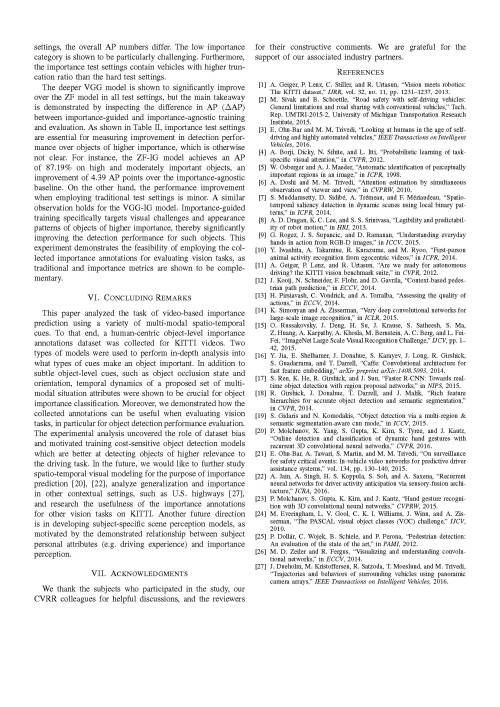 settings, the overall AP numbers differ. The low importance
category is shown to be particularly challenging. Furthermore,
the importance test settings contain vehicles with higher trun-
cation ratio than the hard test settings.
The deeper VGG model is shown to significantly improve
over the ZF model in all test settings, but the main takeaway
is demonstrated by inspecting the difference in AP (ΔAP)
between importance-guided and importance-agnostic training
and evaluation. As shown in Table II, importance test settings
are essential for measuring improvement in detection perfor-
mance over objects of higher importance, which is otherwise
not clear. For instance, the ZF-IG model achieves an AP
of 87.19% on high and moderately important objects, an
improvement of 4.39 AP points over the importance-agnostic
baseline. On the other hand, the performance improvement
when employing traditional test settings is minor. A similar
observation holds for the VGG-IG model. Importance-guided
training specifically targets visual challenges and appearance
patterns of objects of higher importance, thereby significantly
improving the detection performance for such objects. This
experiment demonstrates the feasibility of employing the col-
lected importance annotations for evaluating vision tasks, as
traditional and importance metrics are shown to be comple-
mentary.
VI. CONCLUDING REMARKS
This paper analyzed the task of video-based importance
prediction using a variety of multi-modal spatio-temporal
cues. To that end, a human-centric object-level importance
annotations dataset was collected for KITTI videos. Two
types of models were used to perform in-depth analysis into
what types of cues make an object important. In addition to
subtle object-level cues, such as object occlusion state and
orientation, temporal dynamics of a proposed set of multi-
modal situation attributes were shown to be crucial for object
importance classification. Moreover, we demonstrated how the
collected annotations can be useful when evaluating vision
tasks, in particular for object detection performance evaluation.
The experimental analysis uncovered the role of dataset bias
and motivated training cost-sensitive object detection models
which are better at detecting objects of higher relevance to
the driving task. In the future, we would like to further study
spatio-temporal visual modeling for the purpose of importance
prediction [20], [22], analyze generalization and importance
in other contextual settings, such as U.S. highways [27],
and research the usefulness of the importance annotations
for other vision tasks on KITTI. Another future direction
is in developing subject-specific scene perception models, as
motivated by the demonstrated relationship between subject
personal attributes (e.g. driving experience) and importance
perception.
VII. ACKNOWLEDGMENTS
We thank the subjects who participated in the study, our
CVRR colleagues for helpful discussions, and the reviewers
for their constructive comments. We are grateful for the
support of our associated industry partners.
REFERENCES
[1] A. Geiger, P. Lenz, C. Stiller, and R. Urtasun, "Vision meets robotics:
The KITTI dataset," IJRR, vol. 32, no. 11, pp. 1231–1237, 2013.
[2] M. Sivak and B. Schoettle, "Road safety with self-driving vehicles:
General limitations and road sharing with conventional vehicles," Tech.
Rep. UMTRI-2015-2, University of Michigan Transportation Research
Institute, 2015.
[3] E. Ohn-Bar and M. M. Trivedi, "Looking at humans in the age of self-
driving and highly automated vehicles," IEEE Transactions on Intelligent
Vehicles, 2016.
[4] A. Borji, Dicky, N. Sihite, and L. Itti, "Probabilistic learning of task-
specific visual attention," in CVPR, 2012.
[5] W. Osberger and A. J. Maeder, "Automatic identification of perceptually
important regions in an image," in ICPR, 1998.
[6] A. Doshi and M. M. Trivedi, "Attention estimation by simultaneous
observation of viewer and view," in CVPRW, 2010.
[7] S. Muddamsetty, D. Sidibé, A. Trémeau, and F. Mériaudeau, "Spatio-
temporal saliency detection in dynamic scenes using local binary pat-
terns," in ICPR, 2014.
[8] A. D. Dragan, K. C. Lee, and S. S. Srinivasa, "Legibility and predictabil-
ity of robot motion," in HRI, 2013.
[9] G. Rogez, J. S. Supancic, and D. Ramanan, "Understanding everyday
hands in action from RGB-D images," in ICCV, 2015.
[10] Y. Iwashita, A. Takamine, R. Kurazume, and M. Ryoo, "First-person
animal activity recognition from egocentric videos," in ICPR, 2014.
[11] A. Geiger, P. Lenz, and R. Urtasun, "Are we ready for autonomous
driving? the KITTI vision benchmark suite," in CVPR, 2012.
[12] J. Kooij, N. Schneider, F. Flohr, and D. Gavrila, "Context-based pedes-
trian path prediction," in ECCV, 2014.
[13] H. Pirsiavash, C. Vondrick, and A. Torralba, "Assessing the quality of
actions," in ECCV, 2014.
[14] K. Simonyan and A. Zisserman, "Very deep convolutional networks for
large-scale image recognition," in ICLR, 2015.
[15] O. Russakovsky, J. Deng, H. Su, J. Krause, S. Satheesh, S. Ma,
Z. Huang, A. Karpathy, A. Khosla, M. Bernstein, A. C. Berg, and L. Fei-
Fei, "ImageNet Large Scale Visual Recognition Challenge," IJCV, pp. 1–
42, 2015.
[16] Y. Jia, E. Shelhamer, J. Donahue, S. Karayev, J. Long, R. Girshick,
S. Guadarrama, and T. Darrell, "Caffe: Convolutional architecture for
fast feature embedding," arXiv preprint arXiv:1408.5093, 2014.
[17] S. Ren, K. He, R. Girshick, and J. Sun, "Faster R-CNN: Towards real-
time object detection with region proposal networks," in NIPS, 2015.
[18] R. Girshick, J. Donahue, T. Darrell, and J. Malik, "Rich feature
hierarchies for accurate object detection and semantic segmentation,"
in CVPR, 2014.
[19] S. Gidaris and N. Komodakis, "Object detection via a multi-region &
semantic segmentation-aware cnn mode," in ICCV, 2015.
[20] P. Molchanov, X. Yang, S. Gupta, K. Kim, S. Tyree, and J. Kautz,
"Online detection and classification of dynamic hand gestures with
recurrent 3D convolutional neural networks," CVPR, 2016.
[21] E. Ohn-Bar, A. Tawari, S. Martin, and M. M. Trivedi, "On surveillance
for safety critical events: In-vehicle video networks for predictive driver
assistance systems," vol. 134, pp. 130–140, 2015.
[22] A. Jain, A. Singh, H. S. Koppula, S. Soh, and A. Saxena, "Recurrent
neural networks for driver activity anticipation via sensory-fusion archi-
tecture," ICRA, 2016.
[23] P. Molchanov, S. Gupta, K. Kim, and J. Kautz, "Hand gesture recogni-
tion with 3D convolutional neural networks," CVPRW, 2015.
[24] M. Everingham, L. V. Gool, C. K. I. Williams, J. Winn, and A. Zis-
serman, "The PASCAL visual object classes (VOC) challenge," IJCV,
2010.
[25] P. Dollár, C. Wojek, B. Schiele, and P. Perona, "Pedestrian detection:
An evaluation of the state of the art," in PAMI, 2012.
[26] M. D. Zeiler and R. Fergus, "Visualizing and understanding convolu-
tional networks," in ECCV, 2014.
[27] J. Dueholm, M. Kristoffersen, R. Satzoda, T. Moeslund, and M. Trivedi,
"Trajectories and behaviors of surrounding vehicles using panoramic
camera arrays," IEEE Transactions on Intelligent Vehicles, 2016.